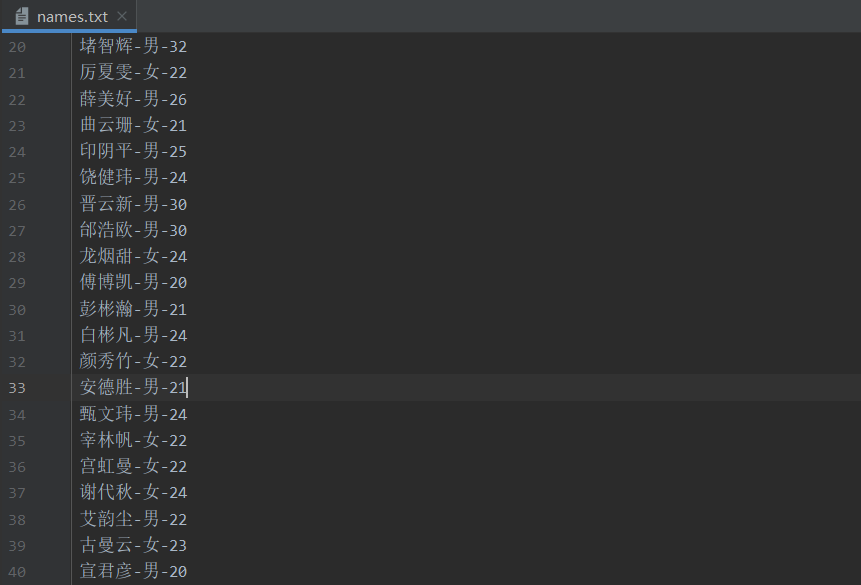 names.txt
20 堵智辉-男-32
21 厉夏雯-女-22
22 薛美好-男-26
23 曲云珊-女-21
24 印阴平-男-25
25 饶健玮-男-24
26 晋云新-男-30
27 邰浩欧-男-30
28 龙烟甜-女-24
29 傅博凯-男-20
30 彭彬瀚-男-21
31 白彬凡-男-24
32 颜秀竹-女-22
33 安德胜-男-21
34 甄文玮-男-24
35 宰林帆-女-22
36 宫虹曼-女-22
37 谢代秋-女-24
38 艾韵尘-男-22
39 古曼云-女-23
40 宣君彦-男-20